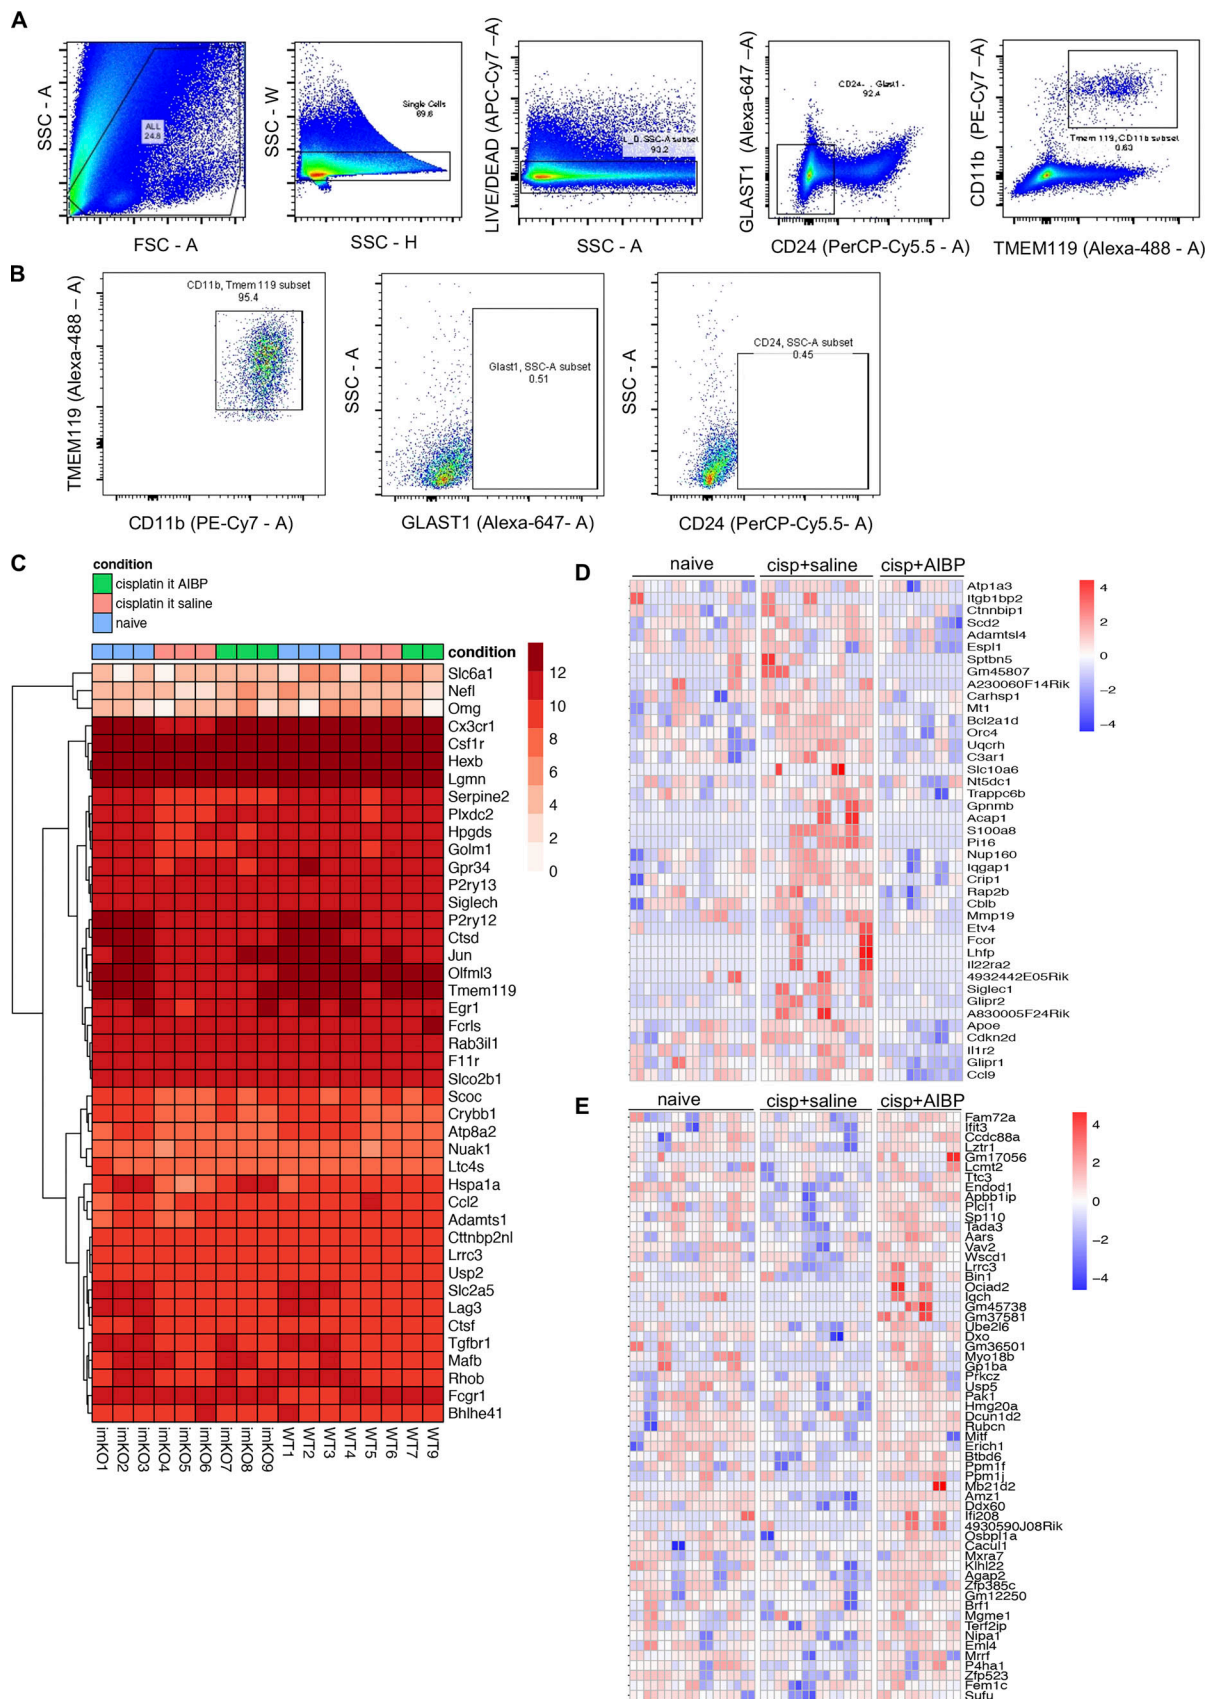 A
SSC - A
ALL
24.8
FSC - A
SSC - W
Single Cells
89.6
SSC - H
LIVE/DEAD (APC-Cy7 –A)
L_D, SSC-A subset
93.2
SSC - A
GLAST1 (Alexa-647 –A)
CD24- , Glast1 -
92.4
CD24 (PerCP-Cy5.5 - A)
CD11b (PE-Cy7 –A)
Tmem 119, CD11b subset
0.63
TMEM119 (Alexa-488 - A)
B
TMEM119 (Alexa-488 – A)
CD11b, Tmem 119 subset
95.4
CD11b (PE-Cy7 - A)
SSC - A
Glast1, SSC-A subset
0.51
GLAST1 (Alexa-647- A)
SSC - A
CD24, SSC-A subset
0.45
CD24 (PerCP-Cy5.5- A)
C
condition
cisplatin it AIBP
cisplatin it saline
naive
condition
12
10
8
6
4
2
0
Slc6a1
Nefl
Omg
Cx3cr1
Csf1r
Hexb
Lgmn
Serpine2
Plxdc2
Hpgds
Golm1
Gpr34
P2ry13
Siglech
P2ry12
Ctsd
Jun
Olfml3
Tmem119
Egr1
Fcrls
Rab3il1
F11r
Slco2b1
Scoc
Crybb1
Atp8a2
Nuak1
Ltc4s
Hspa1a
Ccl2
Adamts1
Cttnbp2nl
Lrrc3
Usp2
Slc2a5
Lag3
Ctsf
Tgfbr1
Mafb
Rhob
Fcgr1
Bhlhe41
imKO1
imKO2
imKO3
imKO4
imKO5
imKO6
imKO7
imKO8
imKO9
WT1
WT2
WT3
WT4
WT5
WT6
WT7
WT9
D
naive
cisp+saline
cisp+AIBP
Atp1a3
Itgb1bp2
Ctnnbip1
Scd2
Adamtsl4
Espl1
Sptbn5
Gm45807
A230060F14Rik
Carhsp1
Mt1
Bcl2a1d
Orc4
Uqcrh
C3ar1
Slc10a6
Nt5dc1
Trappc6b
Gpnmb
Acap1
S100a8
Pi16
Nup160
Iqgap1
Crip1
Rap2b
Cblb
Mmp19
Etv4
Fcor
Lhfp
Il22ra2
4932442E05Rik
Siglec1
Glipr2
A830005F24Rik
Apoe
Cdkn2d
Il1r2
Glipr1
Ccl9
4
2
0
−2
−4
E
naive
cisp+saline
cisp+AIBP
Fam72a
Ifit3
Ccdc88a
Lztr1
Gm17056
Lcmt2
Ttc3
Endod1
Apbb1ip
Plcl1
Sp110
Tada3
Aars
Vav2
Wscd1
Lrrc3
Bin1
Ociad2
Igch
Gm45738
Gm37581
Ube2l6
Dxo
Gm36501
Myo18b
Gp1ba
Prkcz
Usp5
Pak1
Hmg20a
Dcun1d2
Rubcn
Mitf
Erich1
Btbd6
Ppm1f
Ppm1j
Mb21d2
Amz1
Ddx60
Ifi208
4930590J08Rik
Osbpl1a
Cacul1
Mxra7
Klhl22
Agap2
Zfp385c
Gm12250
Brf1
Mgme1
Terf2ip
Nipa1
Eml4
Mrrf
P4ha1
Zfp523
Fem1c
Sufu
4
2
0
−2
−4